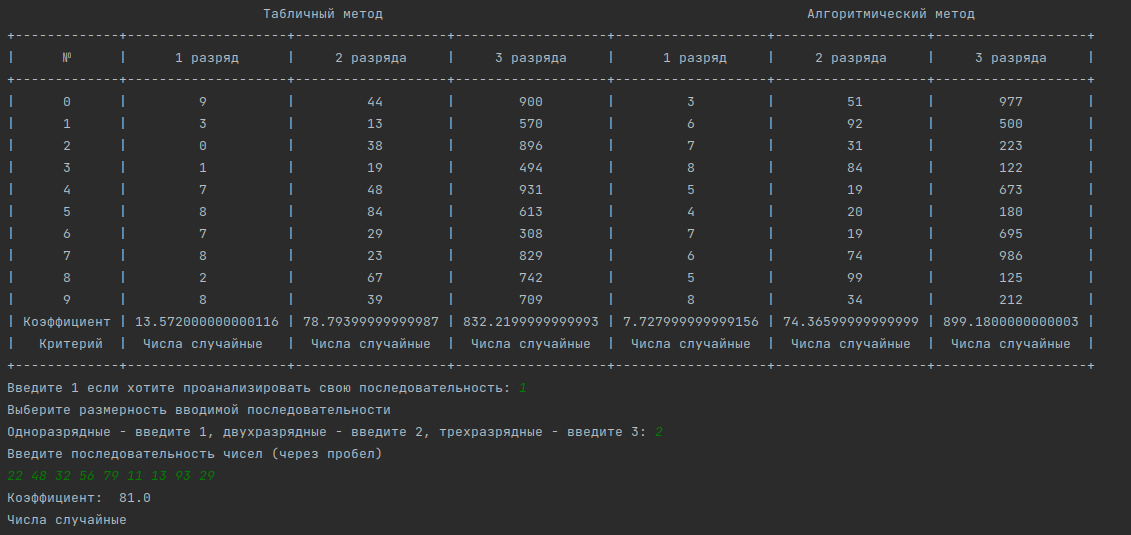 Табличный метод Алгоритмический метод
+-------------+--------------------+-------------------+-------------------+-------------------+-------------------+-------------------+
| № | 1 разряд | 2 разряда | 3 разряда | 1 разряд | 2 разряда | 3 разряда |
+-------------+--------------------+-------------------+-------------------+-------------------+-------------------+-------------------+
| 0 | 9 | 44 | 900 | 3 | 51 | 977 |
| 1 | 3 | 13 | 570 | 6 | 92 | 500 |
| 2 | 0 | 38 | 896 | 7 | 31 | 223 |
| 3 | 1 | 19 | 494 | 8 | 84 | 122 |
| 4 | 7 | 48 | 931 | 5 | 19 | 673 |
| 5 | 8 | 84 | 613 | 4 | 20 | 180 |
| 6 | 7 | 29 | 308 | 7 | 19 | 695 |
| 7 | 8 | 23 | 829 | 6 | 74 | 986 |
| 8 | 2 | 67 | 742 | 5 | 99 | 125 |
| 9 | 8 | 39 | 709 | 8 | 34 | 212 |
| Коэффициент | 13.572000000000116 | 78.79399999999987 | 832.2199999999993 | 7.727999999999156 | 74.36599999999999 | 899.1800000000003 |
| Критерий | Числа случайные | Числа случайные | Числа случайные | Числа случайные | Числа случайные | Числа случайные |
+-------------+--------------------+-------------------+-------------------+-------------------+-------------------+-------------------+
Введите 1 если хотите проанализировать свою последовательность: 1
Выберите размерность вводимой последовательности
Одноразрядные - введите 1, двухразрядные - введите 2, трехразрядные - введите 3: 2
Введите последовательность чисел (через пробел)
22 48 32 56 79 11 13 93 29
Коэффициент: 81.0
Числа случайные